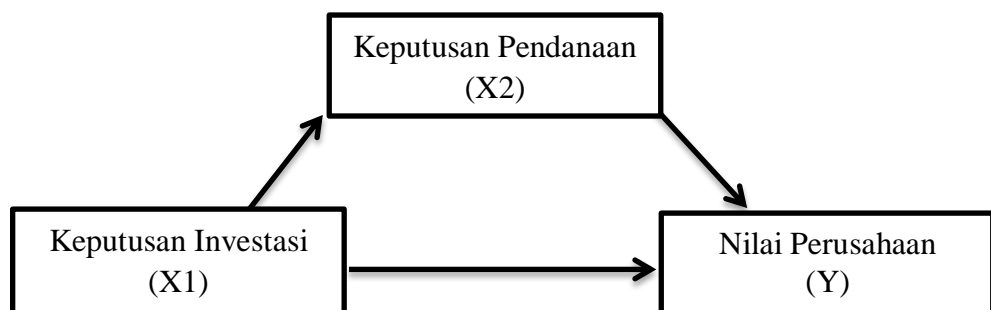 Keputusan Pendanaan
(X2)
Keputusan Investasi
(X1)
Nilai Perusahaan
(Y)